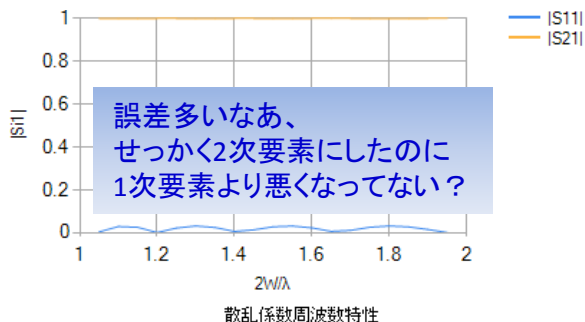 1
0.8
0.6
0.4
0.2
0
|Si1|
|S11|
|S21|
誤差多いなあ、
せっかく2次要素にしたのに
1次要素より悪くなってない？
1
1.2
1.4
1.6
1.8
2
2W/λ
散乱係数周波数特性